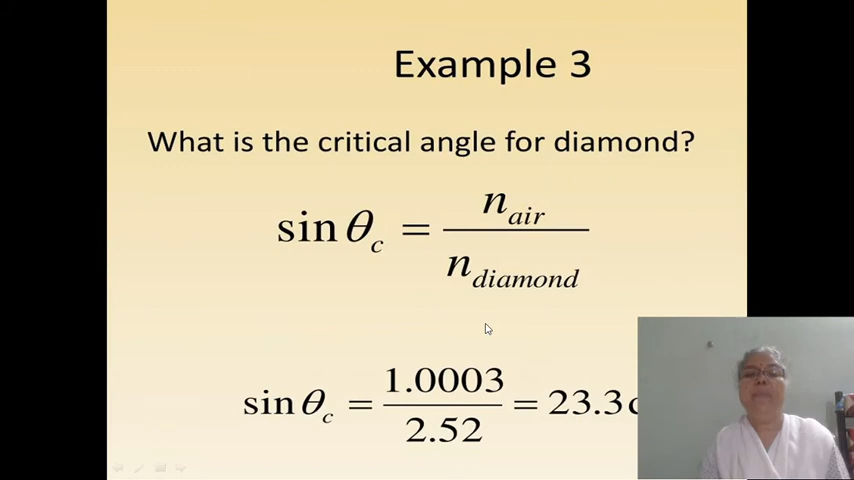 Example 3
What is the critical angle for diamond?
sin θc = nair / ndiamond
sin θc = 1.0003 / 2.52 = 23.3